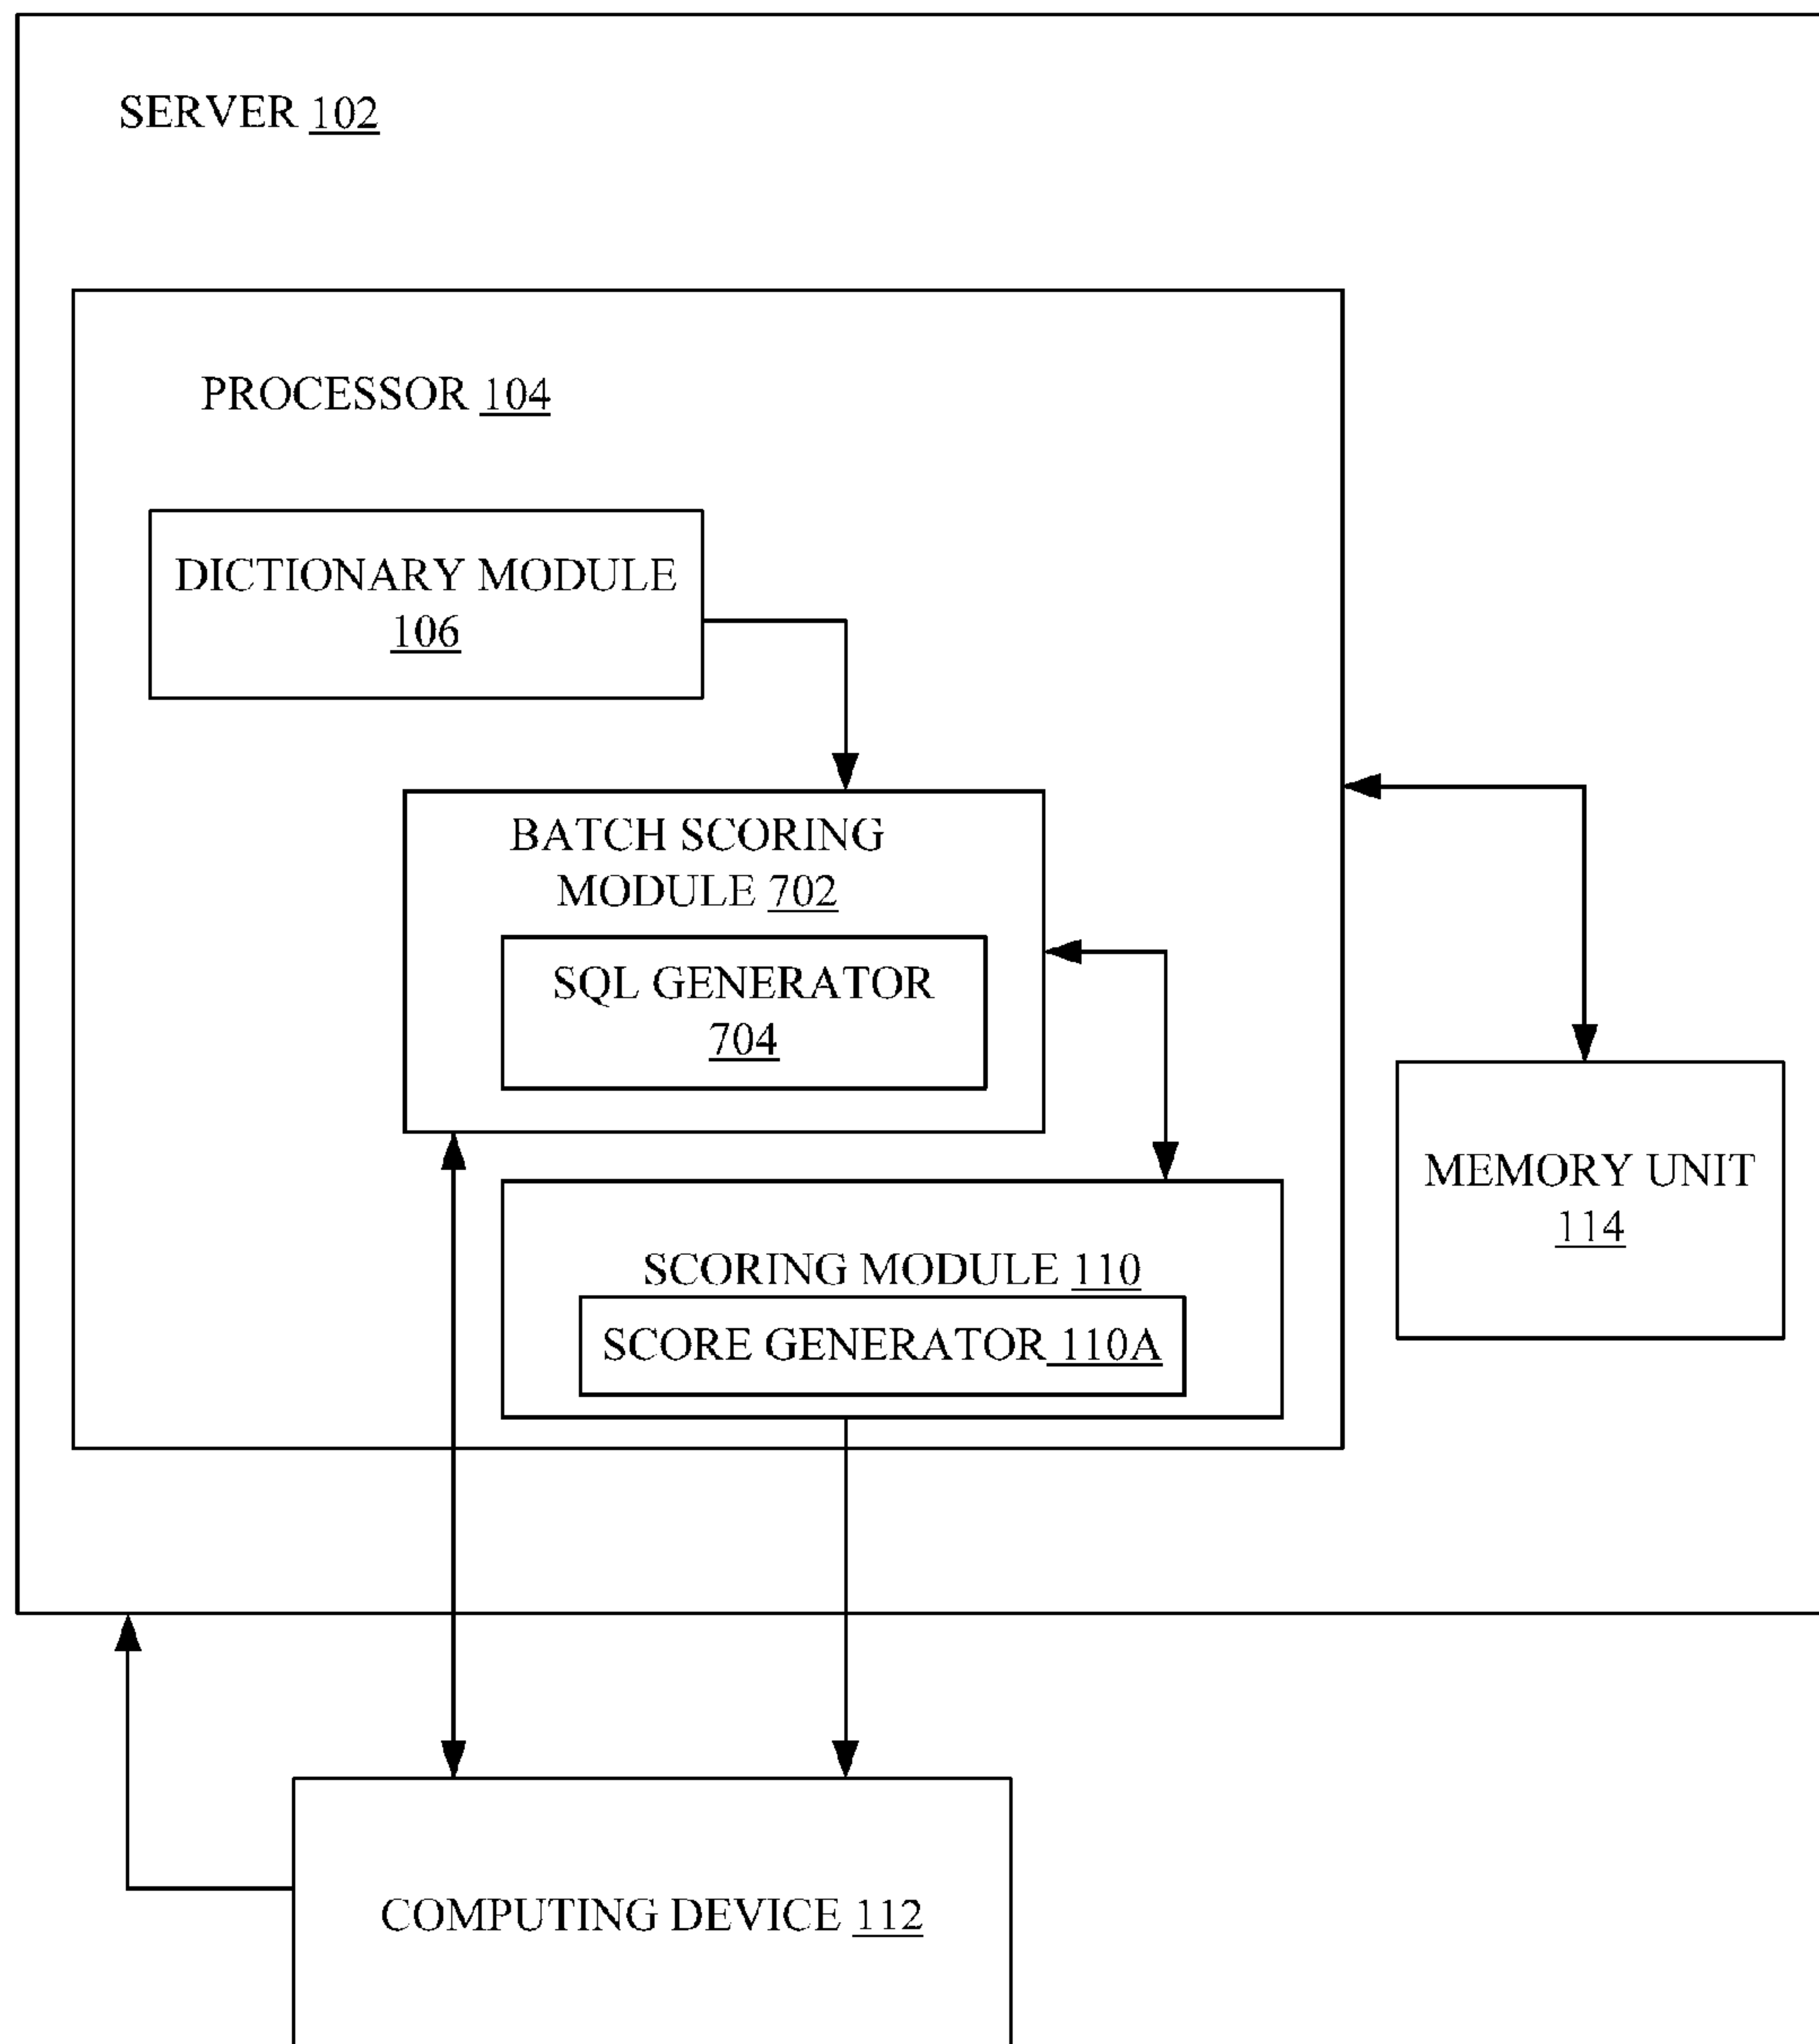 SERVER 102
PROCESSOR 104
DICTIONARY MODULE
106
BATCH SCORING
MODULE 702
SQL GENERATOR
704
MEMORY UNIT
114
SCORING MODULE 110
SCORE GENERATOR 110A
COMPUTING DEVICE 112